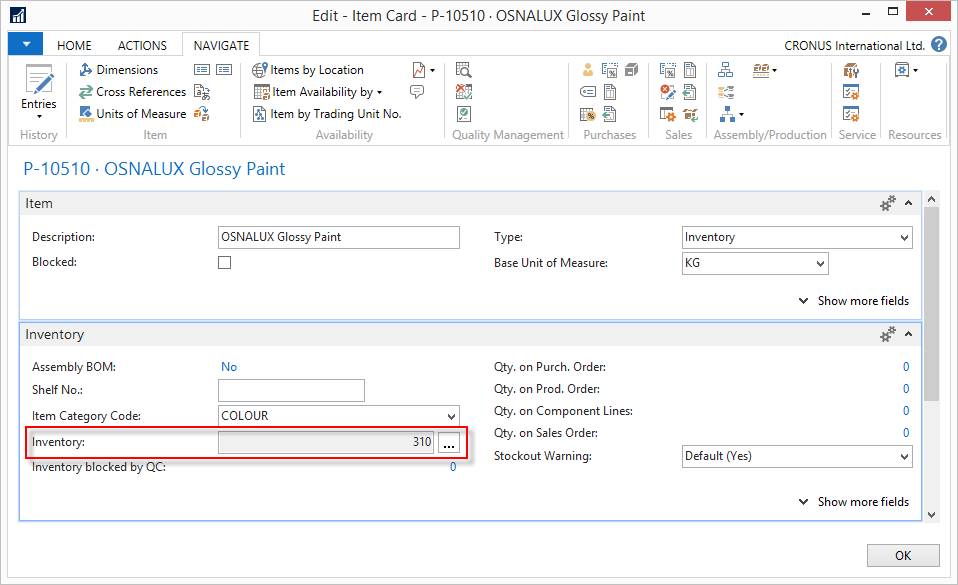 Edit - Item Card - P-10510 · OSNALUX Glossy Paint
HOME ACTIONS NAVIGATE CRONUS International Ltd. ?
Entries
History
Dimensions
Cross References
Units of Measure
Item
Items by Location
Item Availability by
Item by Trading Unit No.
Availability
Quality Management
Purchases
Sales
Assembly/Production
Service
Resources
P-10510 · OSNALUX Glossy Paint
Item
Description: OSNALUX Glossy Paint Type: Inventory
Blocked: Base Unit of Measure: KG
Show more fields
Inventory
Assembly BOM: No Qty. on Purch. Order: 0
Shelf No.: Qty. on Prod. Order: 0
Item Category Code: COLOUR Qty. on Component Lines: 0
Inventory: 310 ... Qty. on Sales Order: 0
Inventory blocked by QC: 0 Stockout Warning: Default (Yes)
Show more fields
OK